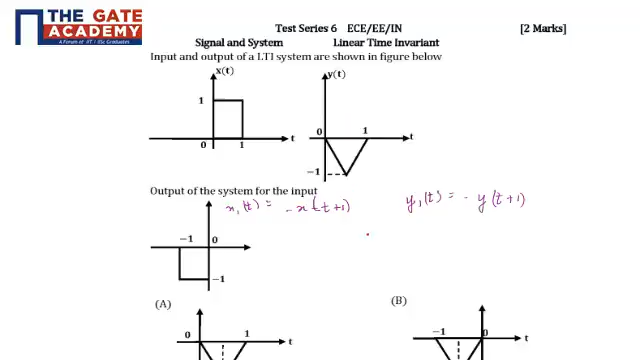 THE GATE
ACADEMY
A Forum of IIT / IISc Graduates
Test Series 6 ECE/EE/IN [2 Marks]
Signal and System Linear Time Invariant
Input and output of a LTI system are shown in figure below
x(t) y(t)
1 0 1 t
0 1 t
−1
Output of the system for the input
x₁(t) = -x(t+1) y₁(t) = - y(t+1)
−1 0
−1
(A) (B)
0 1 t −1 0 t